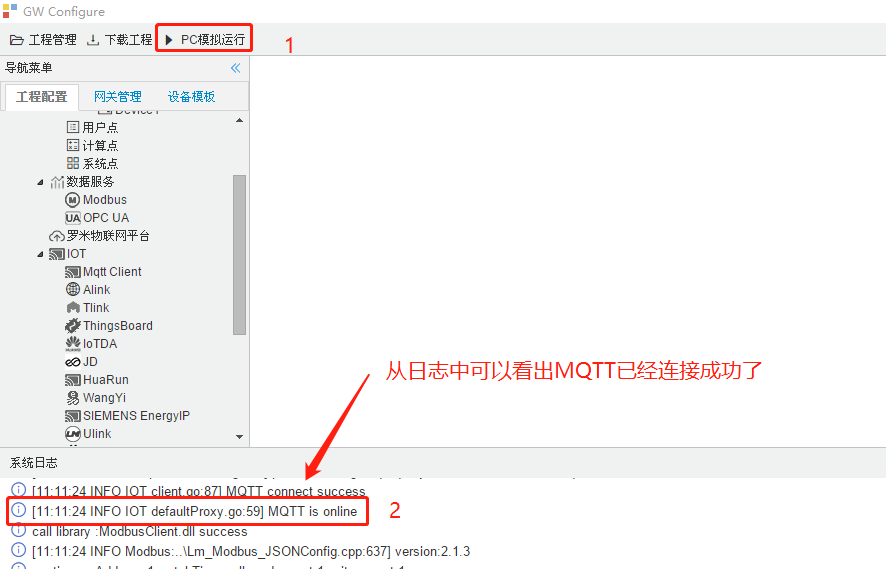 GW Configure
工程管理 下载工程 PC模拟运行
1
导航菜单
工程配置 网关管理 设备模板
用户点
计算点
系统点
数据服务
Modbus
OPC UA
罗米物联网平台
IOT
Mqtt Client
Alink
Tlink
ThingsBoard
IoTDA
JD
HuaRun
WangYi
SIEMENS EnergyIP
Ulink
从日志中可以看出MQTT已经连接成功了
系统日志
[11:11:24 INFO IOT client.go:87] MQTT connect success
[11:11:24 INFO IOT defaultProxy.go:59] MQTT is online
2
call library :ModbusClient.dll success
[11:11:24 INFO Modbus:..\Lm_Modbus_JSONConfig.cpp:637] version:2.1.3